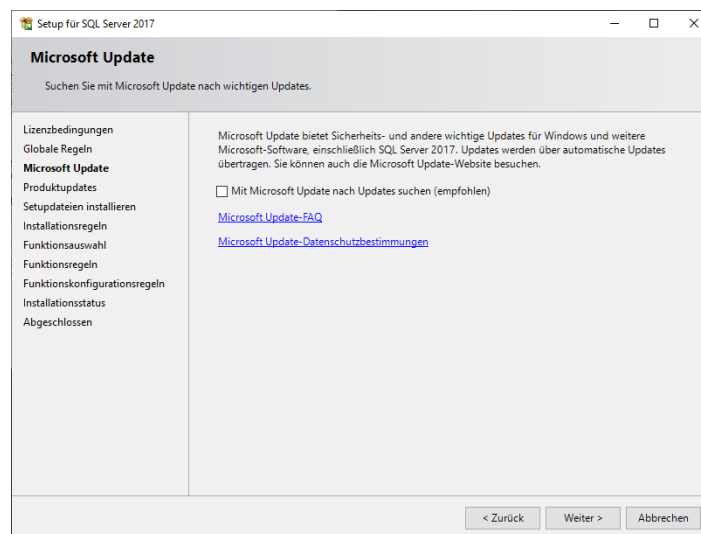 Setup für SQL Server 2017
Microsoft Update
Suchen Sie mit Microsoft Update nach wichtigen Updates.
Lizenzbedingungen
Globale Regeln
Microsoft Update
Produktupdates
Setupdateien installieren
Installationsregeln
Funktionsauswahl
Funktionsregeln
Funktionskonfigurationsregeln
Installationsstatus
Abgeschlossen
Microsoft Update bietet Sicherheits- und andere wichtige Updates für Windows und weitere
Microsoft-Software, einschließlich SQL Server 2017. Updates werden über automatische Updates
übertragen. Sie können auch die Microsoft Update-Website besuchen.
Mit Microsoft Update nach Updates suchen (empfohlen)
Microsoft Update-FAQ
Microsoft Update-Datenschutzbestimmungen
< Zurück
Weiter >
Abbrechen